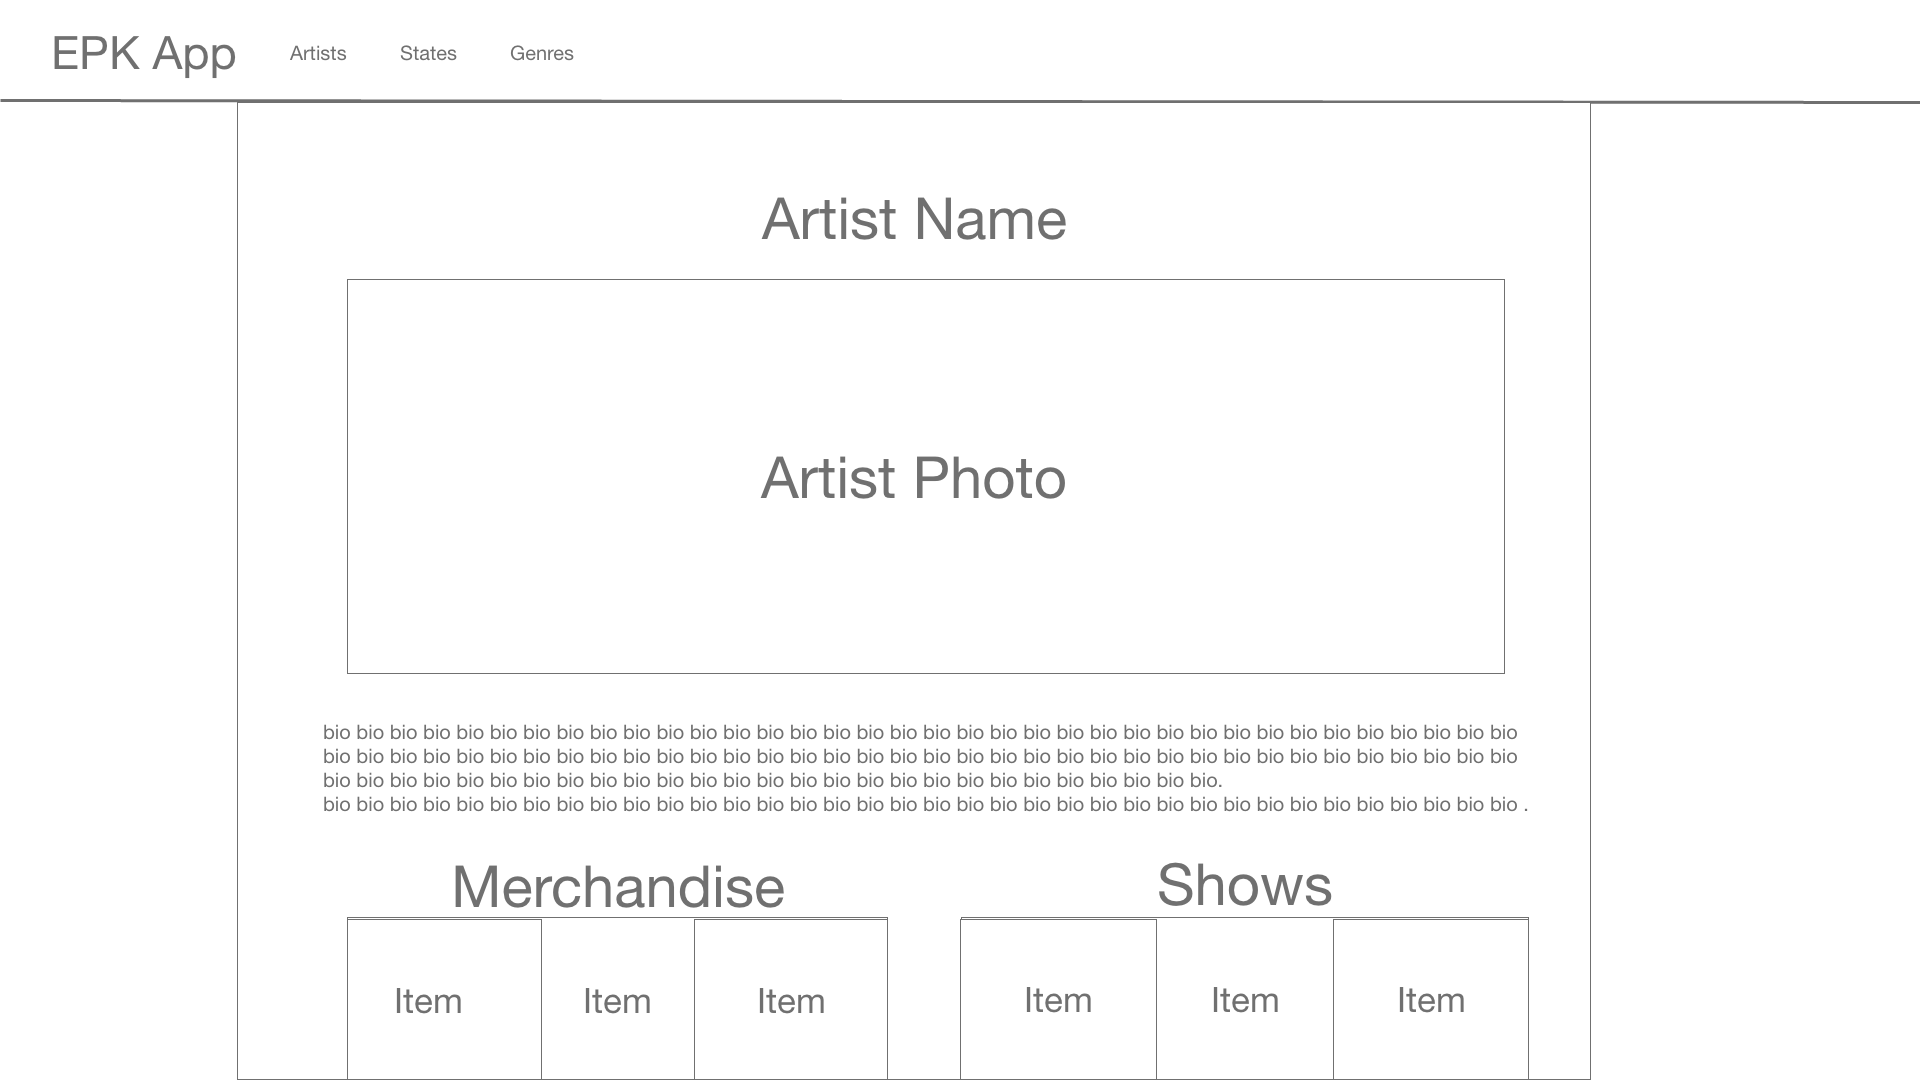 EPK App
Artists
States
Genres
Artist Name
Artist Photo
bio bio bio bio bio bio bio bio bio bio bio bio bio bio bio bio bio bio bio bio bio bio bio bio bio bio bio bio bio bio bio bio bio bio bio bio
bio bio bio bio bio bio bio bio bio bio bio bio bio bio bio bio bio bio bio bio bio bio bio bio bio bio bio bio bio bio bio bio bio bio bio bio
bio bio bio bio bio bio bio bio bio bio bio bio bio bio bio bio bio bio bio bio bio bio bio bio bio bio bio.
bio bio bio bio bio bio bio bio bio bio bio bio bio bio bio bio bio bio bio bio bio bio bio bio bio bio bio bio bio bio bio bio bio bio bio bio .
Merchandise
Item
Item
Item
Shows
Item
Item
Item